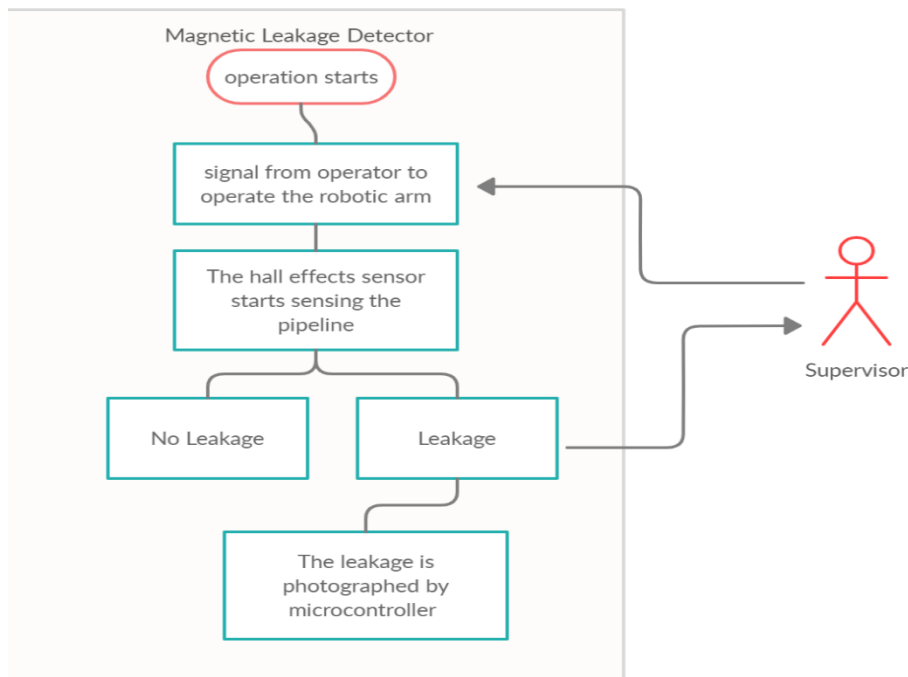 Magnetic Leakage Detector
operation starts
signal from operator to
operate the robotic arm
The hall effects sensor
starts sensing the
pipeline
No Leakage
Leakage
Supervisor
The leakage is
photographed by
microcontroller